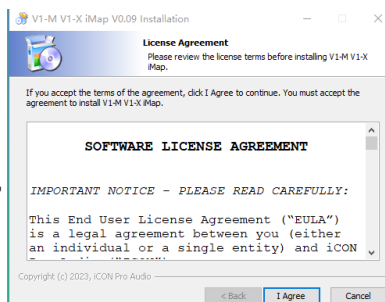 V1-M V1-X iMap V0.09 Installation
License Agreement
Please review the license terms before installing V1-M V1-X
iMap.
If you accept the terms of the agreement, click I Agree to continue. You must accept the
agreement to install V1-M V1-X iMap.
SOFTWARE LICENSE AGREEMENT
IMPORTANT NOTICE – PLEASE READ CAREFULLY:
This End User License Agreement (“EULA”)
is a legal agreement between you (either
an individual or a single entity) and iCON
Copyright (c) 2023, iCON Pro Audio
< Back
I Agree
Cancel